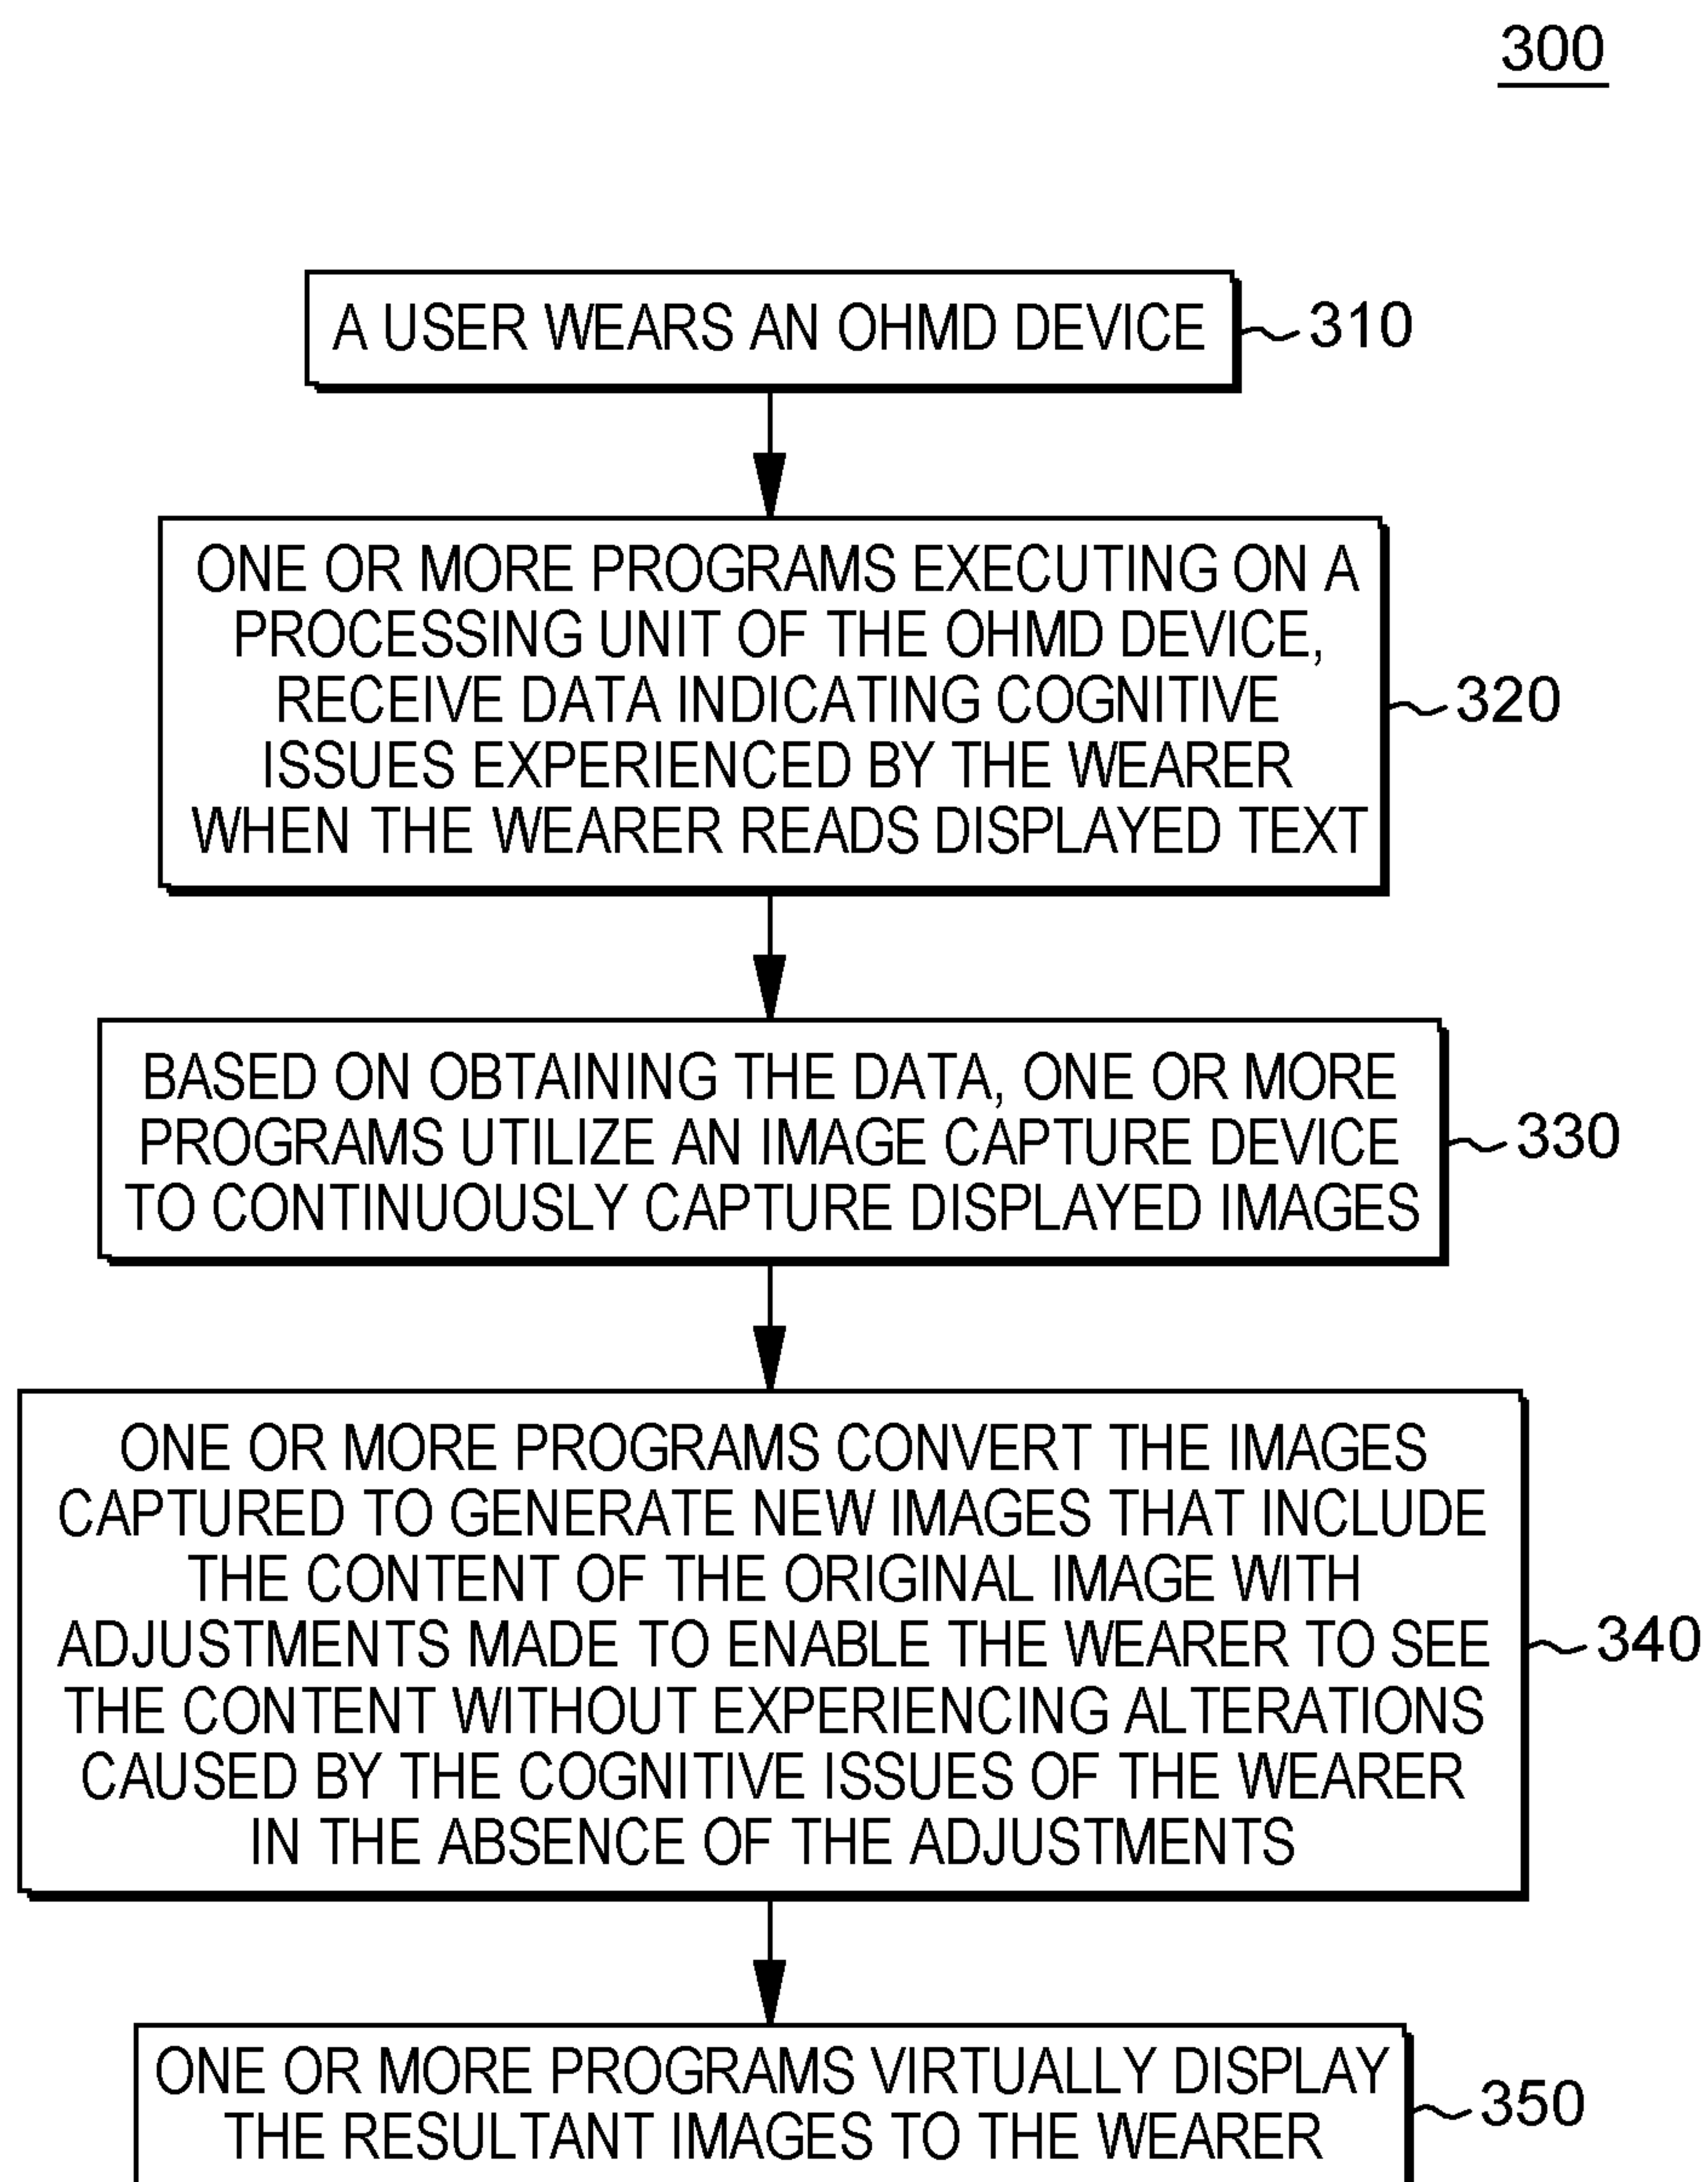 300
A USER WEARS AN OHMD DEVICE
310
ONE OR MORE PROGRAMS EXECUTING ON A
PROCESSING UNIT OF THE OHMD DEVICE,
RECEIVE DATA INDICATING COGNITIVE
ISSUES EXPERIENCED BY THE WEARER
WHEN THE WEARER READS DISPLAYED TEXT
320
BASED ON OBTAINING THE DATA, ONE OR MORE
PROGRAMS UTILIZE AN IMAGE CAPTURE DEVICE
TO CONTINUOUSLY CAPTURE DISPLAYED IMAGES
330
ONE OR MORE PROGRAMS CONVERT THE IMAGES
CAPTURED TO GENERATE NEW IMAGES THAT INCLUDE
THE CONTENT OF THE ORIGINAL IMAGE WITH
ADJUSTMENTS MADE TO ENABLE THE WEARER TO SEE
THE CONTENT WITHOUT EXPERIENCING ALTERATIONS
CAUSED BY THE COGNITIVE ISSUES OF THE WEARER
IN THE ABSENCE OF THE ADJUSTMENTS
340
ONE OR MORE PROGRAMS VIRTUALLY DISPLAY
THE RESULTANT IMAGES TO THE WEARER
350